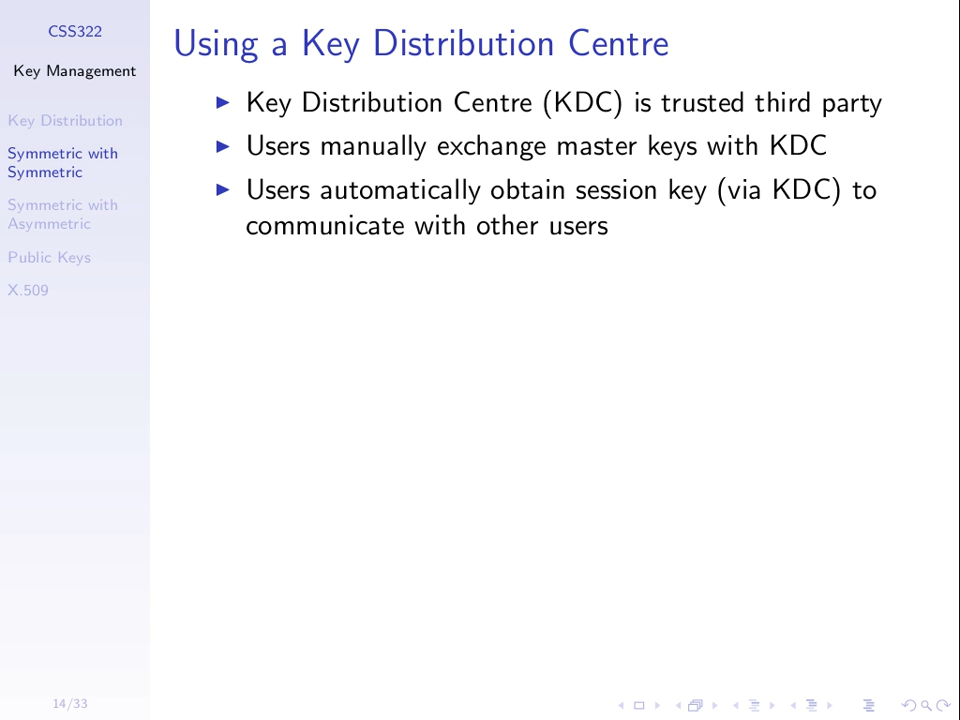 CSS322
Key Management
Key Distribution
Symmetric with
Symmetric
Symmetric with
Asymmetric
Public Keys
X.509
14/33
Using a Key Distribution Centre
Key Distribution Centre (KDC) is trusted third party
Users manually exchange master keys with KDC
Users automatically obtain session key (via KDC) to
communicate with other users